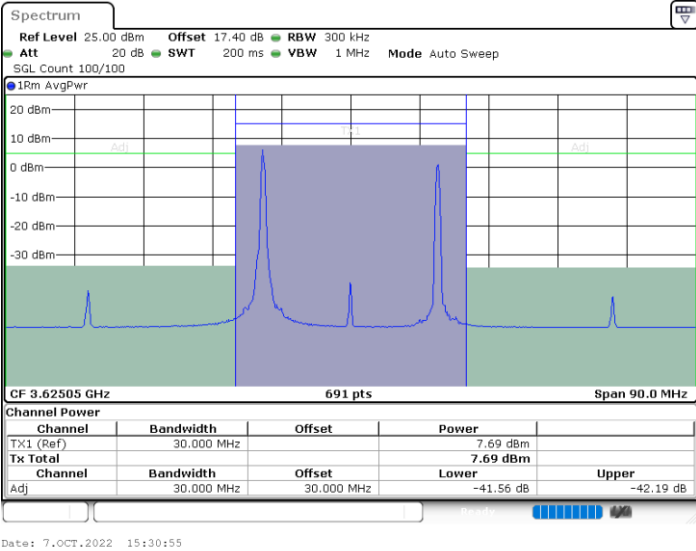 Spectrum
Ref Level 25.00 dBm Offset 17.40 dB RBW 300 kHz
Att 20 dB SWT 200 ms VBW 1 MHz Mode Auto Sweep
SGL Count 100/100
1Rm AvgPwr
20 dBm
TX1
10 dBm
Adj Adj
0 dBm
-10 dBm
-20 dBm
-30 dBm
CF 3.62505 GHz 691 pts Span 90.0 MHz
Channel Power
Channel Bandwidth Offset Power
TX1 (Ref) 30.000 MHz 7.69 dBm
Tx Total 7.69 dBm
Channel Bandwidth Offset Lower Upper
Adj 30.000 MHz 30.000 MHz -41.56 dB -42.19 dB
Ready
Date: 7.OCT.2022 15:30:55